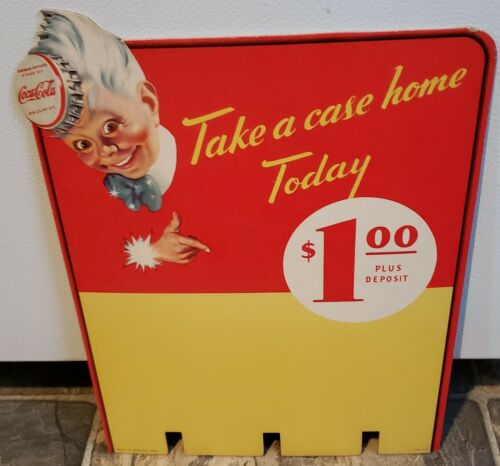 Coca-Cola
Take a case home
Today
$1.00
PLUS
DEPOSIT